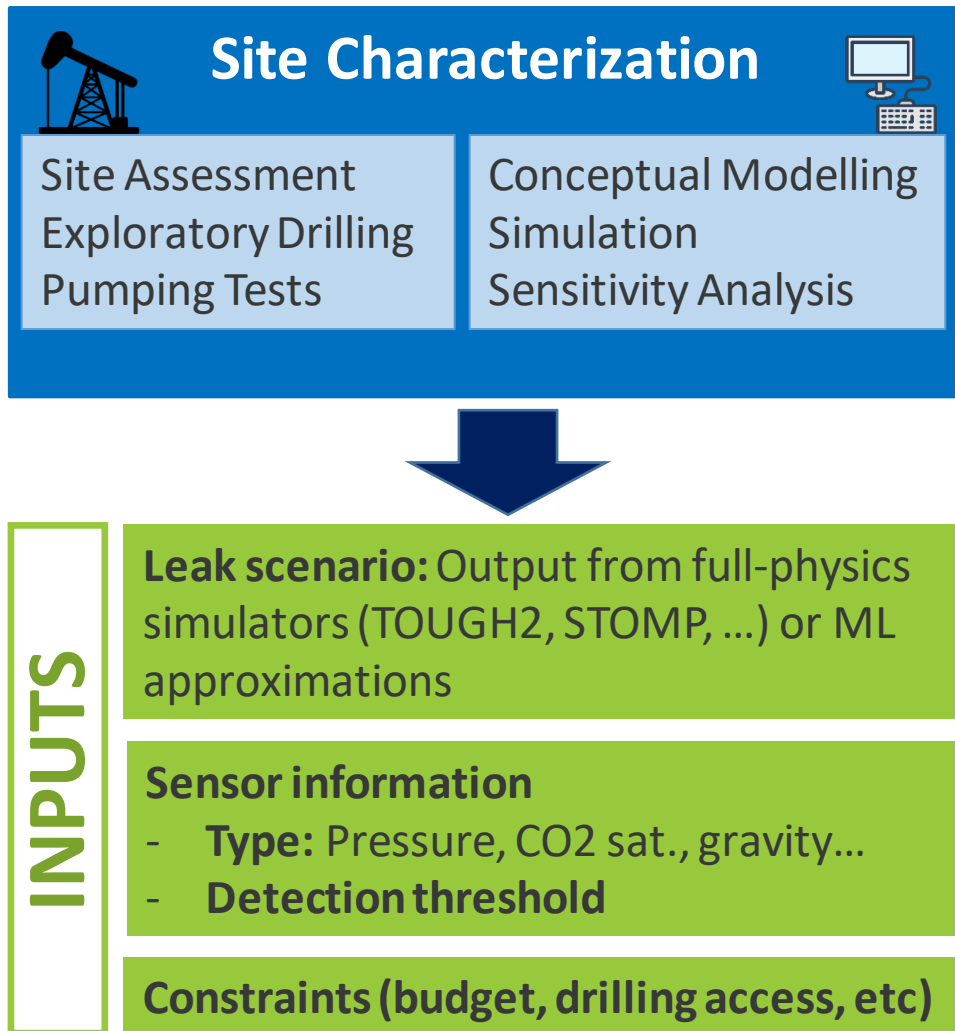 Site Characterization
Site Assessment
Exploratory Drilling
Pumping Tests
Conceptual Modelling
Simulation
Sensitivity Analysis
INPUTS
Leak scenario: Output from full-physics
simulators (TOUGH2, STOMP, ...) or ML
approximations
Sensor information
- Type: Pressure, CO2 sat., gravity...
- Detection threshold
Constraints (budget, drilling access, etc)